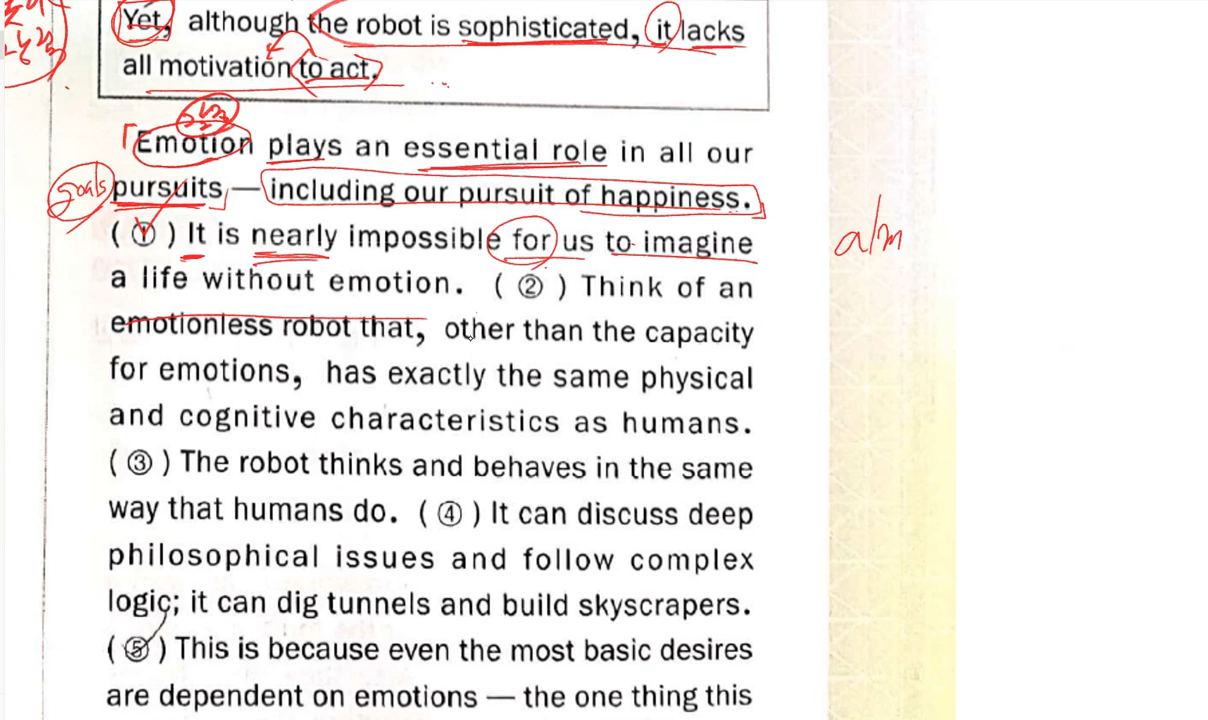 Yet, although the robot is sophisticated, it lacks
all motivation to act.
Emotion plays an essential role in all our
goals
pursuits — including our pursuit of happiness.
( ① ) It is nearly impossible for us to imagine
a life without emotion. ( ② ) Think of an
emotionless robot that, other than the capacity
for emotions, has exactly the same physical
and cognitive characteristics as humans.
( ③ ) The robot thinks and behaves in the same
way that humans do. ( ④ ) It can discuss deep
philosophical issues and follow complex
logic; it can dig tunnels and build skyscrapers.
( ⑤ ) This is because even the most basic desires
are dependent on emotions — the one thing this